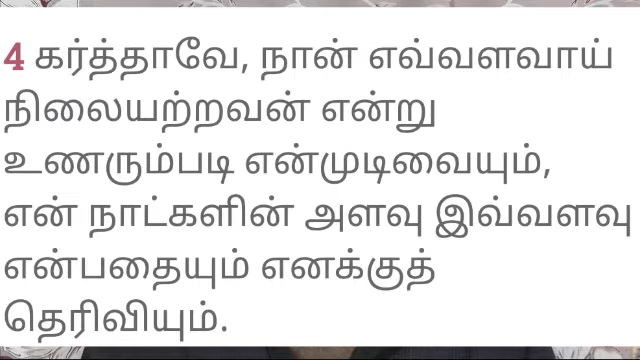 4 கர்த்தாவே, நான் எவ்வளவாய்
நிலையற்றவன் என்று
உணரும்படி என்முடிவையும்,
என் நாட்களின் அளவு இவ்வளவு
என்பதையும் எனக்குத்
தெரிவியும்.